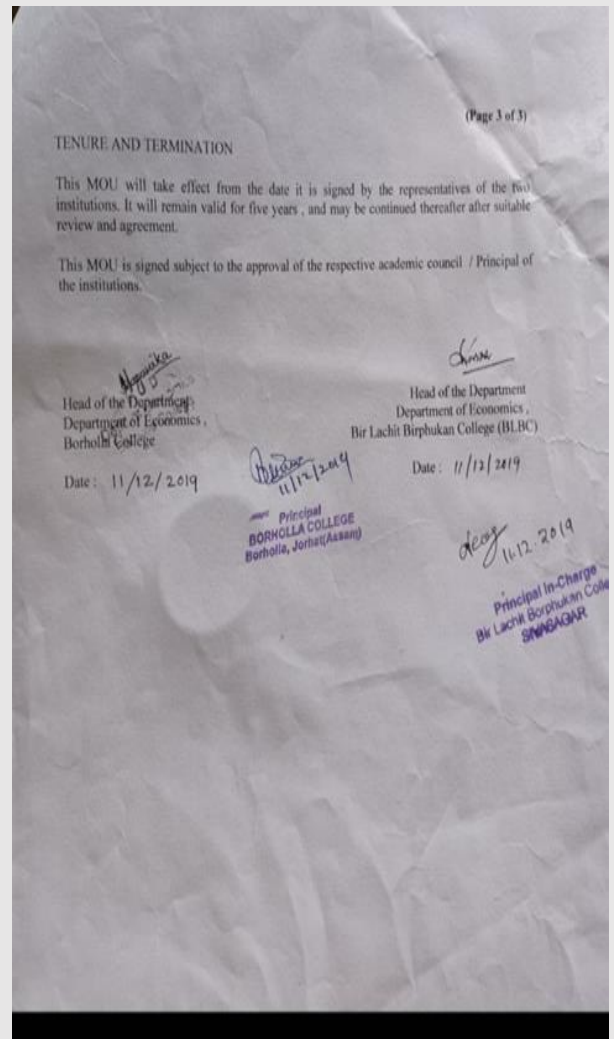 (Page 3 of 3)
TENURE AND TERMINATION
This MOU will take effect from the date it is signed by the representatives of the two
institutions. It will remain valid for five years , and may be continued thereafter after suitable
review and agreement.
This MOU is signed subject to the approval of the respective academic council / Principal of
the institutions.
Head of the Department
Department of Economics ,
Borholla College
Date : 11/12/2019
Head of the Department
Department of Economics ,
Bir Lachit Birphukan College (BLBC)
Date : 11/12/2019
11/12/2019
Principal
BORHOLLA COLLEGE
Borholla, Jorhat(Assam)
11.12.2019
Principal In-Charge
Bir Lachit Borphukan Colle
SIVASAGAR